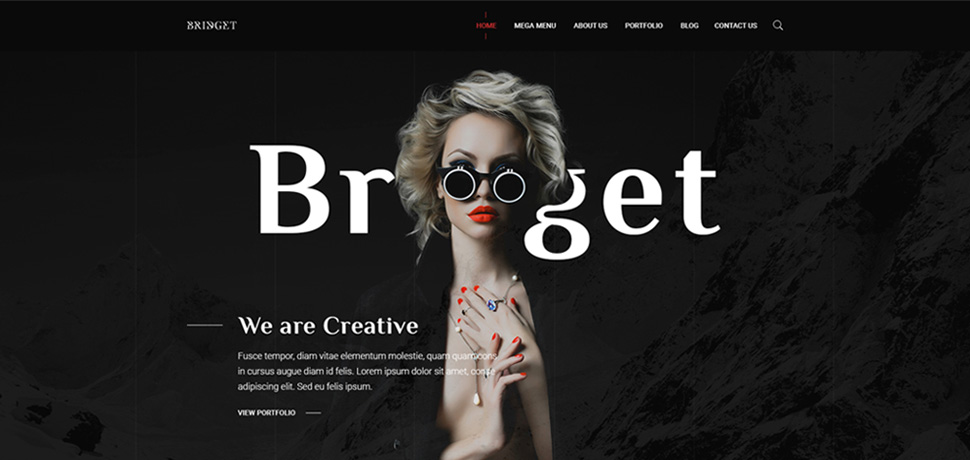 BRIDGET
HOME MEGA MENU ABOUT US PORTFOLIO BLOG CONTACT US
Br get
We are Creative
Fusce tempor, diam vitae elementum molestie, quam quam cons
in cursus augue diam id felis. Lorem ipsum dolor sit amet, conse
adipiscing elit. Sed eu felis ipsum.
VIEW PORTFOLIO